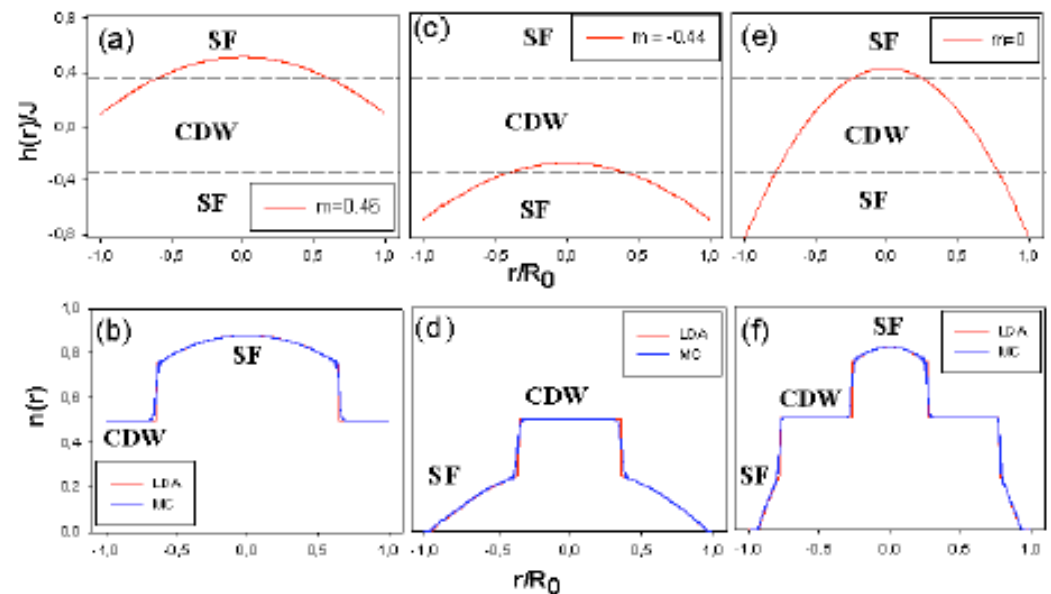 (a)
SF
CDW
SF
m=0.46
h(r)/J
0,8
0,4
0,0
-0,4
-0,8
-1,0 -0,5 0,0 0,5 1,0
(c)
SF
m = -0.44
CDW
SF
-1,0 -0,5 0,0 0,5 1,0
r/R0
(e)
SF
m=0
CDW
SF
-1,0 -0,5 0,0 0,5 1,0
(b)
SF
CDW
LDA
MC
n(r)
1,0
0,8
0,6
0,4
0,2
0,0
-1,0 -0,5 0,0 0,5 1,0
(d)
LDA
MC
CDW
SF
-1,0 -0,5 0,0 0,5 1,0
r/R0
(f)
SF
LDA
MC
CDW
SF
-1,0 -0,5 0,0 0,5 1,0